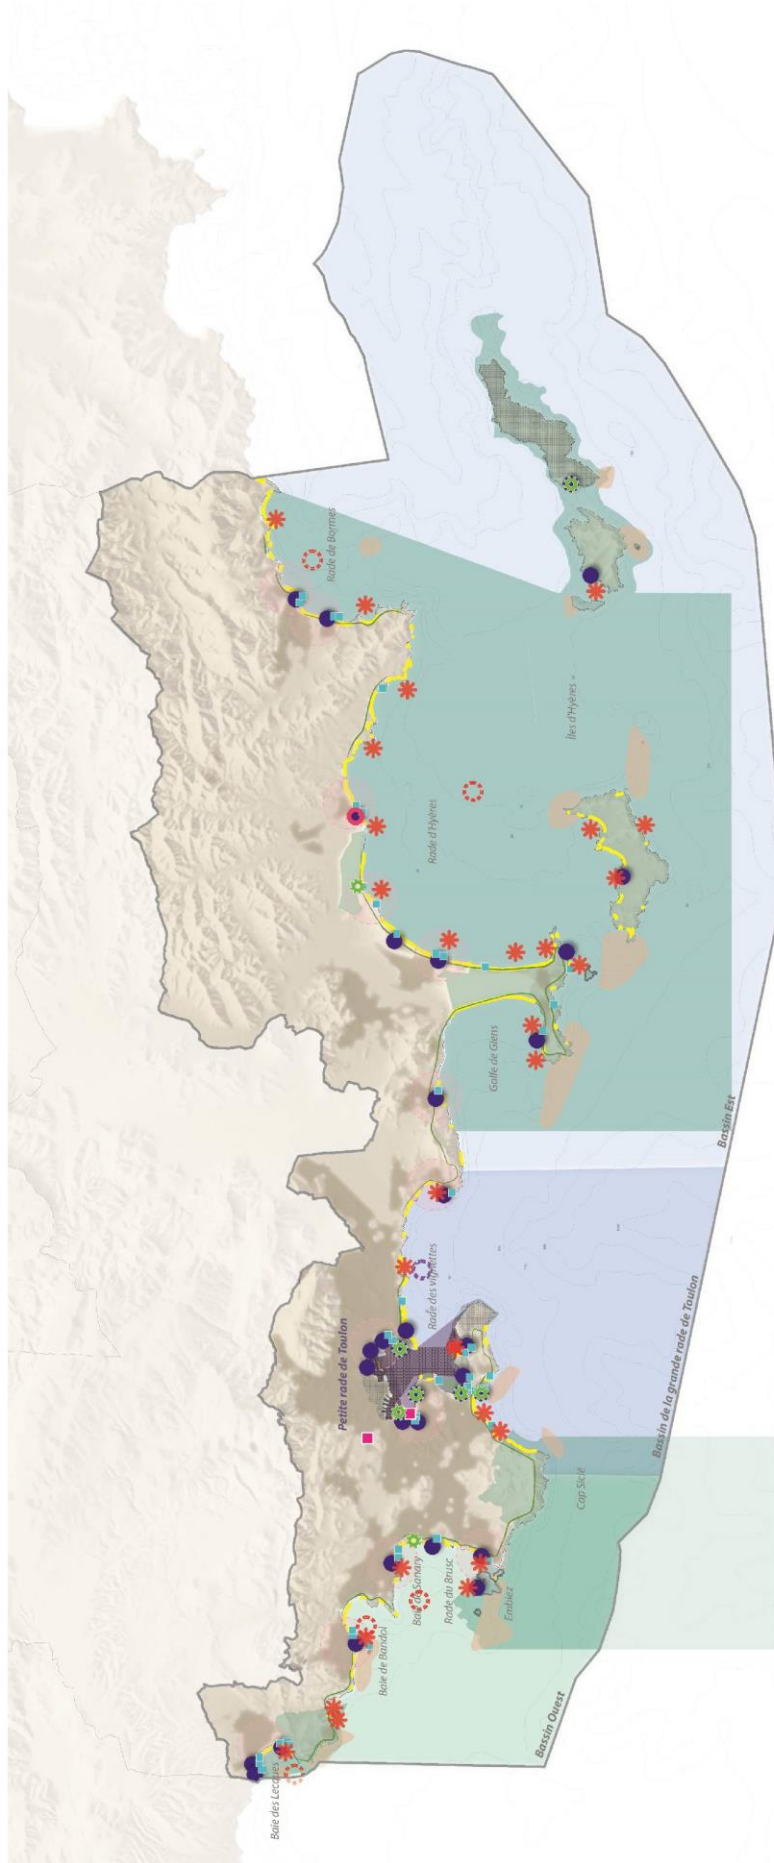 Rade de Bormes
Rade d'Hyères
Îles d'Hyères
Golfe de Giens
Bassin Est
Rade des Vignettes
Petite rade de Toulon
Bassin de la grande rade de Toulon
Cap Sicié
Baie de Sanary
Rade du Brusc
Embiez
Baie de Bandol
Bassin Ouest
Baie des Lecques